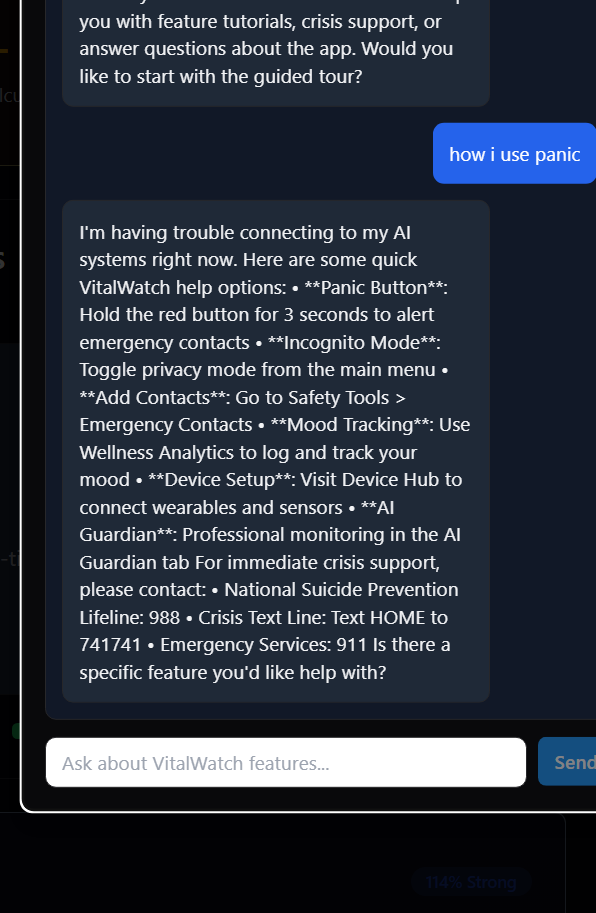 you with feature tutorials, crisis support, or
answer questions about the app. Would you
like to start with the guided tour?
how i use panic
I'm having trouble connecting to my AI
systems right now. Here are some quick
VitalWatch help options: • **Panic Button**:
Hold the red button for 3 seconds to alert
emergency contacts • **Incognito Mode**:
Toggle privacy mode from the main menu •
**Add Contacts**: Go to Safety Tools >
Emergency Contacts • **Mood Tracking**: Use
Wellness Analytics to log and track your
mood • **Device Setup**: Visit Device Hub to
connect wearables and sensors • **AI
Guardian**: Professional monitoring in the AI
Guardian tab For immediate crisis support,
please contact: • National Suicide Prevention
Lifeline: 988 • Crisis Text Line: Text HOME to
741741 • Emergency Services: 911 Is there a
specific feature you'd like help with?
Ask about VitalWatch features...
Send
114% Strong